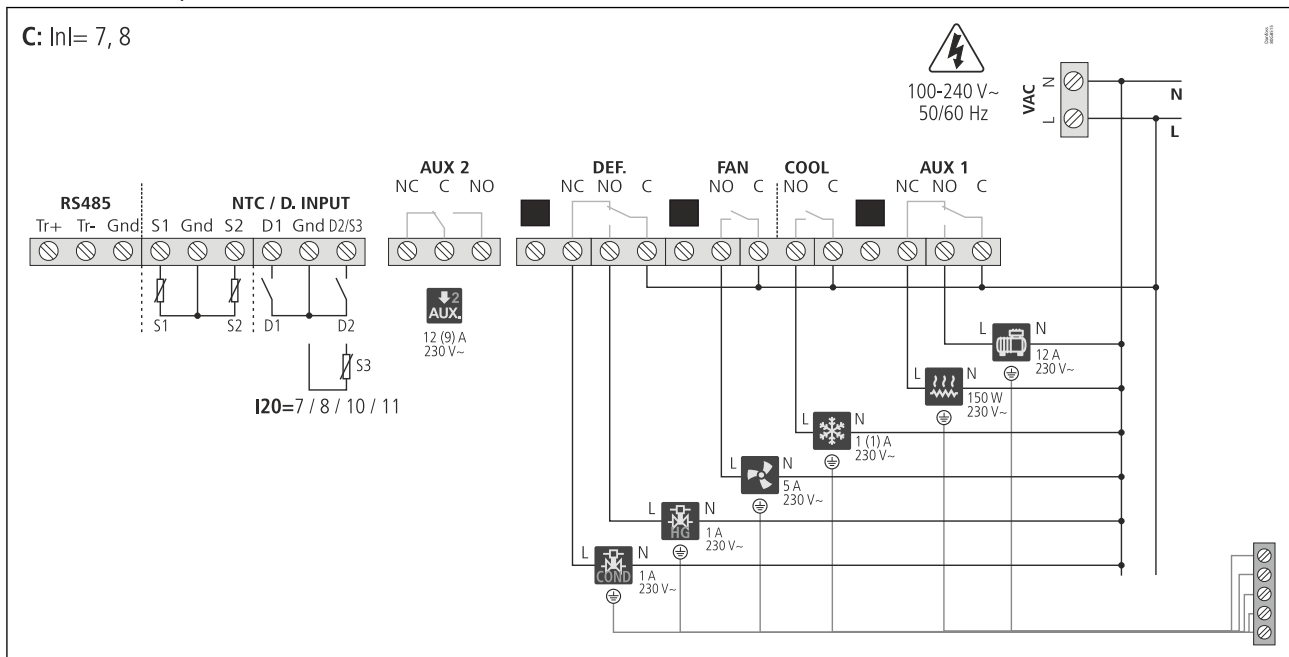 C: InI= 7, 8
100-240 V~
50/60 Hz
VAC
N
L
N
L
RS485
Tr+ Tr- Gnd
NTC / D. INPUT
S1 Gnd S2 D1 Gnd D2/S3
AUX 2
NC C NO
DEF.
NC NO C
FAN
NO C
COOL
NO C
AUX 1
NC NO C
S1 S2 D1 D2
S3
I20=7 / 8 / 10 / 11
2
AUX.
12 (9) A
230 V~
L N
12 A
230 V~
L N
150 W
230 V~
L N
1 (1) A
230 V~
L N
5 A
230 V~
L N
HG
1 A
230 V~
L N
COND
1 A
230 V~